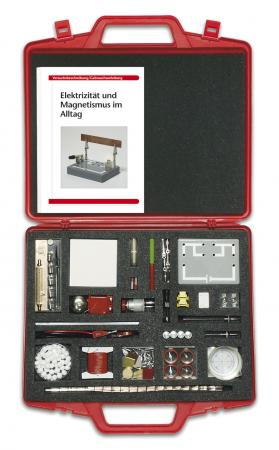 Versuchsbeschreibung/Gebrauchsanleitung
Elektrizität und
Magnetismus im
Alltag